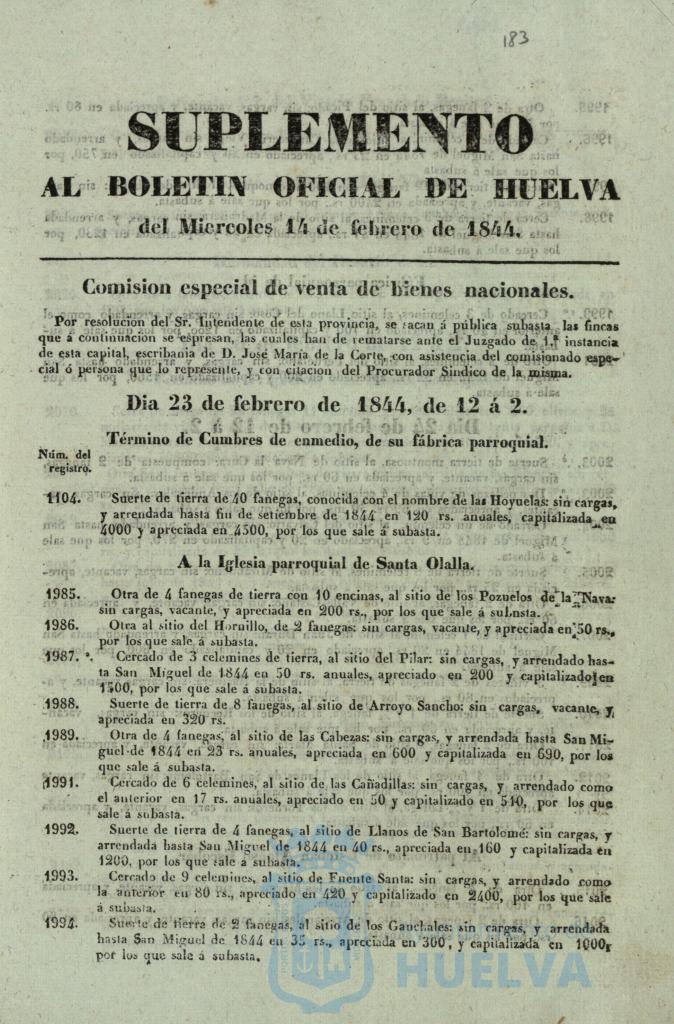 183
SUPLEMENTO
AL BOLETIN OFICIAL DE HUELVA
del Miercoles 14 de febrero de 1844.
Comision especial de venta de bienes nacionales.
Por resolucion del Sr. Intendente de esta provincia, se sacan á pública subasta las fincas
que á continuacion se espresan, las cuales han de rematarse ante el Juzgado de 1.ª instancia
de esta capital, escribania de D. José María de la Corte, con asistencia del comisionado espe-
cial ó persona que lo represente, y con citacion del Procurador Sindico de la misma.
Dia 23 de febrero de 1844, de 12 á 2.
Término de Cumbres de enmedio, de su fábrica parroquial.
Núm. del
registro.
1104. Suerte de tierra de 40 fanegas, conocida con el nombre de las Hoyuelas: sin cargas,
y arrendada hasta fin de setiembre de 1844 en 120 rs. anuales, capitalizada en
4000 y apreciada en 4500, por los que sale á subasta.
A la Iglesia parroquial de Santa Olalla.
1985. Otra de 4 fanegas de tierra con 10 encinas, al sitio de los Pozuelos de la Nava:
sin cargas, vacante, y apreciada en 200 rs., por los que sale á subasta.
1986. Otra al sitio del Hornillo, de 2 fanegas: sin cargas, vacante, y apreciada en 50 rs.,
por los que sale á subasta.
1987. Cercado de 3 celemines de tierra, al sitio del Pilar: sin cargas, y arrendado has-
ta San Miguel de 1844 en 50 rs. anuales, apreciado en 200 y capitalizado en
1500, por los que sale á subasta.
1988. Suerte de tierra de 8 fanegas, al sitio de Arroyo Sancho: sin cargas, vacante, y
apreciada en 320 rs.
1989. Otra de 4 fanegas, al sitio de las Cabezas: sin cargas, y arrendada hasta San Mi-
guel de 1844 en 23 rs. anuales, apreciada en 600 y capitalizada en 690, por los
que sale á subasta.
1991. Cercado de 6 celemines, al sitio de las Cañadillas: sin cargas, y arrendado como
el anterior en 17 rs. anuales, apreciado en 50 y capitalizado en 510, por los que
sale á subasta.
1992. Suerte de tierra de 4 fanegas, al sitio de Llanos de San Bartolomé: sin cargas, y
arrendada hasta San Miguel de 1844 en 40 rs., apreciada en 160 y capitalizada en
1200, por los que sale á subasta.
1993. Cercado de 9 celemines, al sitio de Fuente Santa: sin cargas, y arrendado como
la anterior en 80 rs., apreciado en 420 y capitalizado en 2400, por los que sale
á subasta.
1994. Suerte de tierra de 2 fanegas, al sitio de los Ganchales: sin cargas, y arrendada
hasta San Miguel de 1844 en 35 rs., apreciada en 300, y capitalizada en 1000,
por los que sale á subasta.
HUELVA